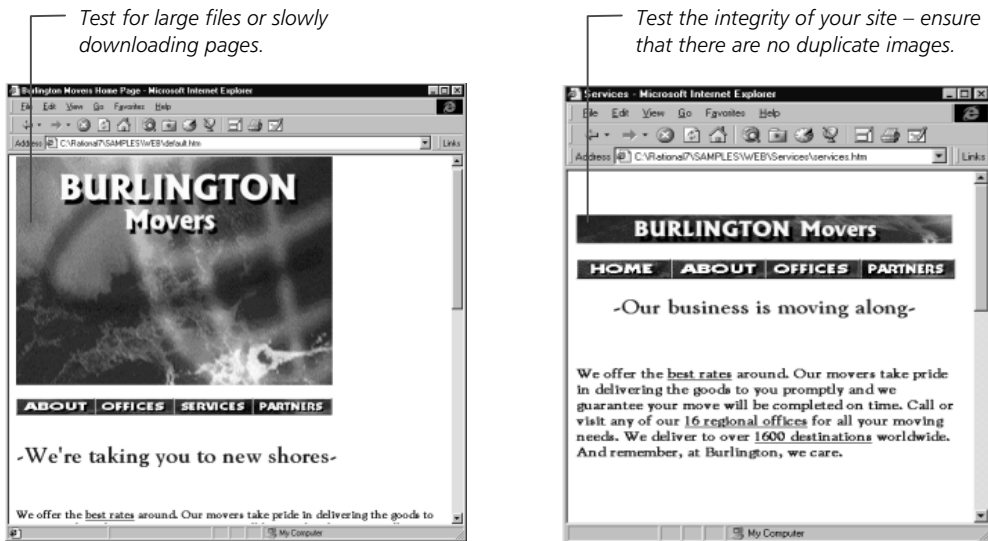 Test for large files or slowly
downloading pages.
Burlington Movers Home Page - Microsoft Internet Explorer
File Edit View Go Favorites Help
Address C:\Rational7\SAMPLES\WEB\default.htm Links
BURLINGTON
Movers
ABOUT OFFICES SERVICES PARTNERS
-We're taking you to new shores-
We offer the best rates around. Our movers take pride in delivering the goods to
My Computer
Test the integrity of your site – ensure
that there are no duplicate images.
Services - Microsoft Internet Explorer
File Edit View Go Favorites Help
Address C:\Rational7\SAMPLES\WEB\Services\services.htm Links
BURLINGTON Movers
HOME ABOUT OFFICES PARTNERS
-Our business is moving along-
We offer the best rates around. Our movers take pride
in delivering the goods to you promptly and we
guarantee your move will be completed on time. Call or
visit any of our 16 regional offices for all your moving
needs. We deliver to over 1600 destinations worldwide.
And remember, at Burlington, we care.
My Computer